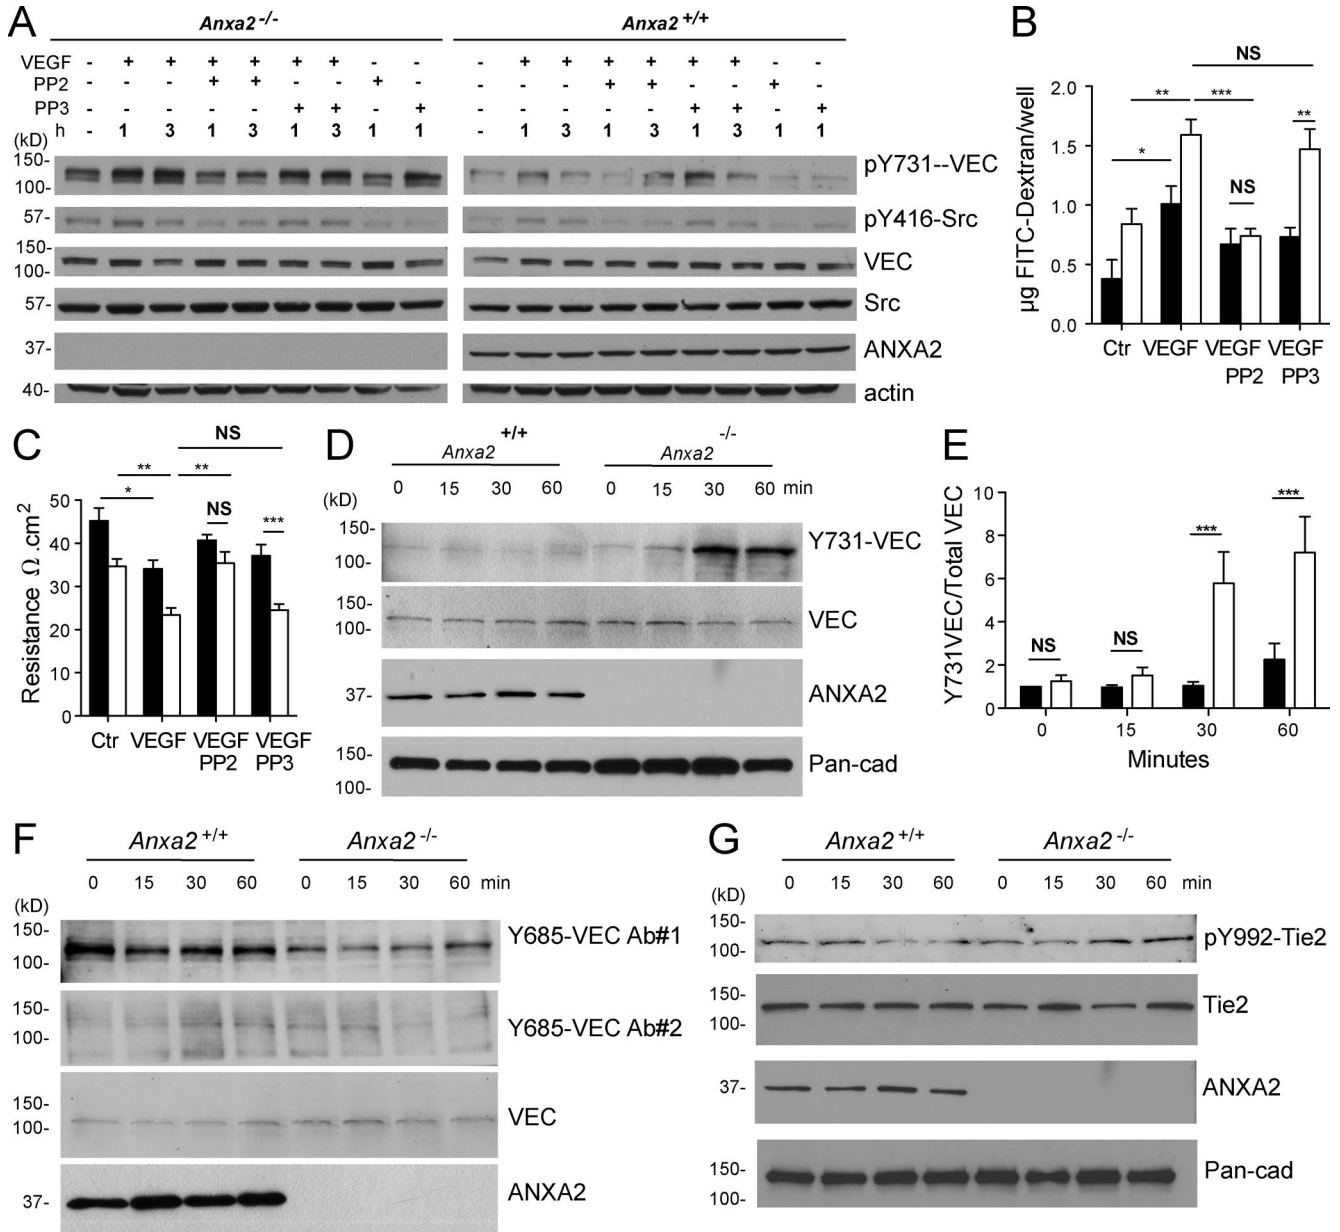 A
Anxa2 -/-
Anxa2 +/+
VEGF - + + + + + + - - - + + + + + + - -
PP2 - - - + + - - + - - - - + + - - + -
PP3 - - - - - + + - + - - - - - + + - +
h - 1 3 1 3 1 3 1 1 - 1 3 1 3 1 3 1 1
(kD)
150-
100-
pY731--VEC
57-
pY416-Src
150-
100-
VEC
57-
Src
37-
ANXA2
40-
actin
B
NS
** ***
*
**
NS
µg FITC-Dextran/well
2.0
1.5
1.0
0.5
0.0
Ctr VEGF VEGF VEGF
PP2 PP3
C
NS
** **
*
NS
***
Resistance Ω .cm2
50
40
30
20
10
0
Ctr VEGF VEGF VEGF
PP2 PP3
D
Anxa2 +/+
Anxa2 -/-
0 15 30 60 0 15 30 60 min
(kD)
150-
100-
Y731-VEC
150-
100-
VEC
37-
ANXA2
150-
100-
Pan-cad
E
Y731VEC/Total VEC
10
8
6
4
2
0
NS NS *** ***
0 15 30 60
Minutes
F
Anxa2 +/+
Anxa2 -/-
0 15 30 60 0 15 30 60 min
(kD)
150-
100-
Y685-VEC Ab#1
150-
100-
Y685-VEC Ab#2
150-
100-
VEC
37-
ANXA2
G
Anxa2 +/+
Anxa2 -/-
0 15 30 60 0 15 30 60 min
(kD)
150-
100-
pY992-Tie2
150-
100-
Tie2
37-
ANXA2
150-
100-
Pan-cad